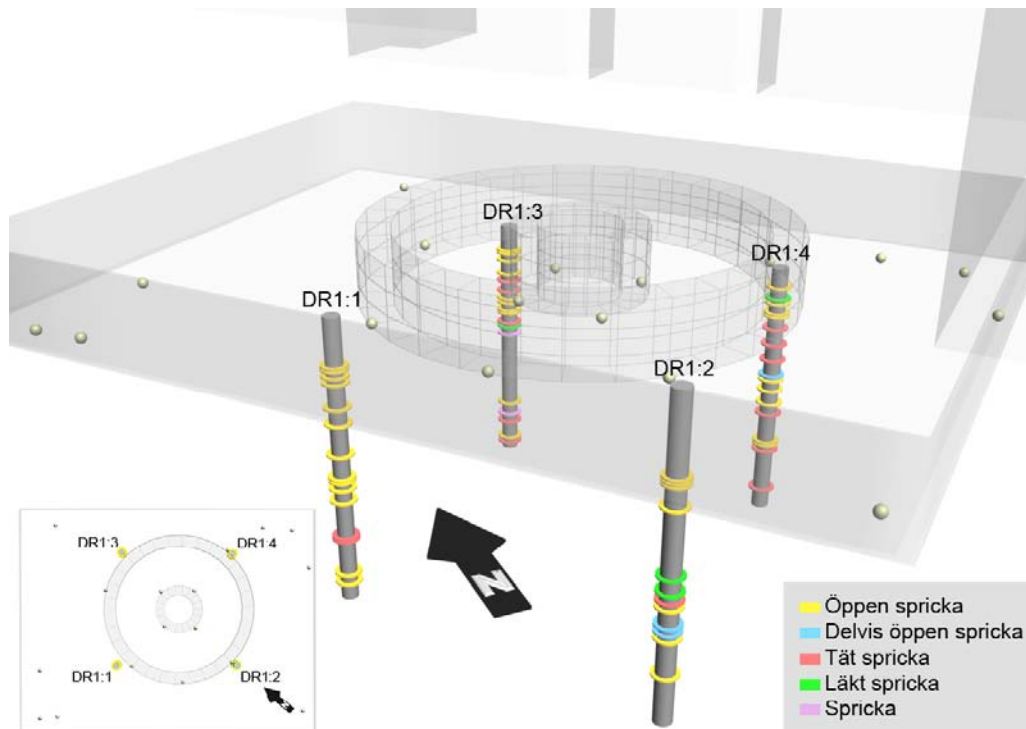 DR1:3
DR1:4
DR1:1
DR1:2
N
DR1:3
DR1:4
DR1:1
DR1:2
N
Öppen spricka
Delvis öppen spricka
Tät spricka
Läkt spricka
Spricka